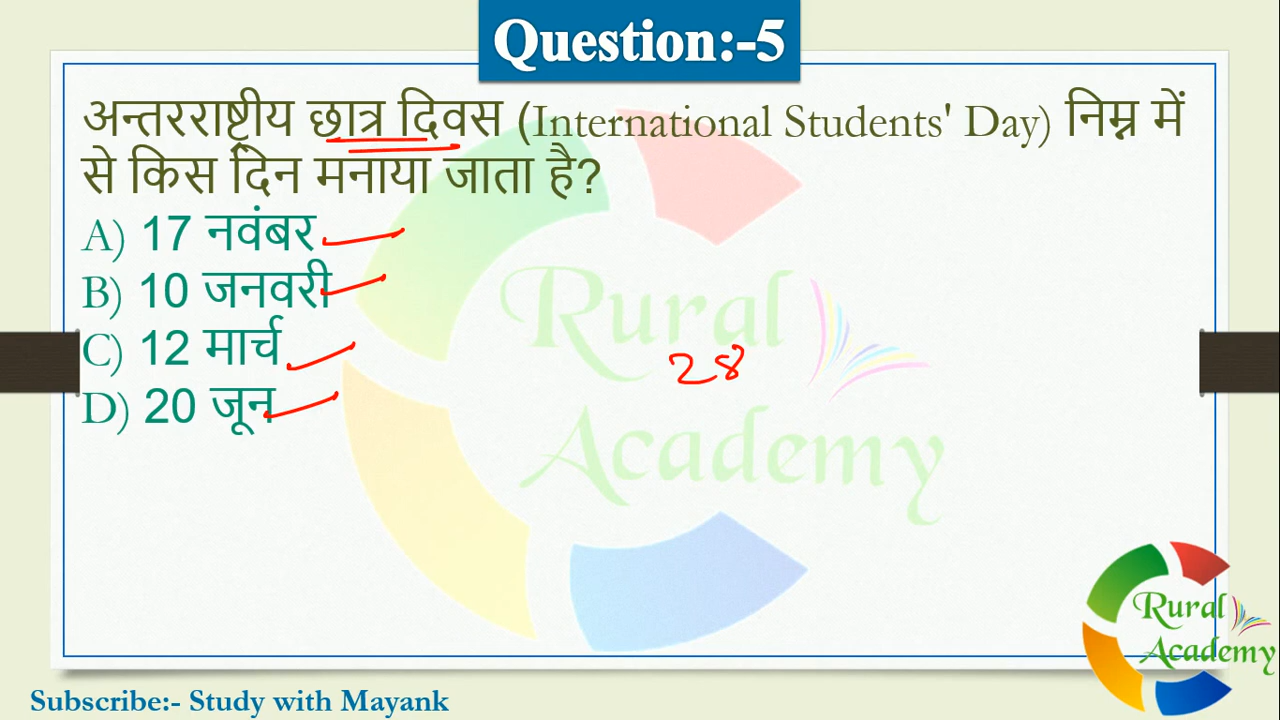 Question:-5
अन्तरराष्ट्रीय छात्र दिवस (International Students' Day) निम्न में
से किस दिन मनाया जाता है?
A) 17 नवंबर
B) 10 जनवरी
C) 12 मार्च
D) 20 जून
28
Rural
Academy
Rural
Academy
Subscribe:- Study with Mayank